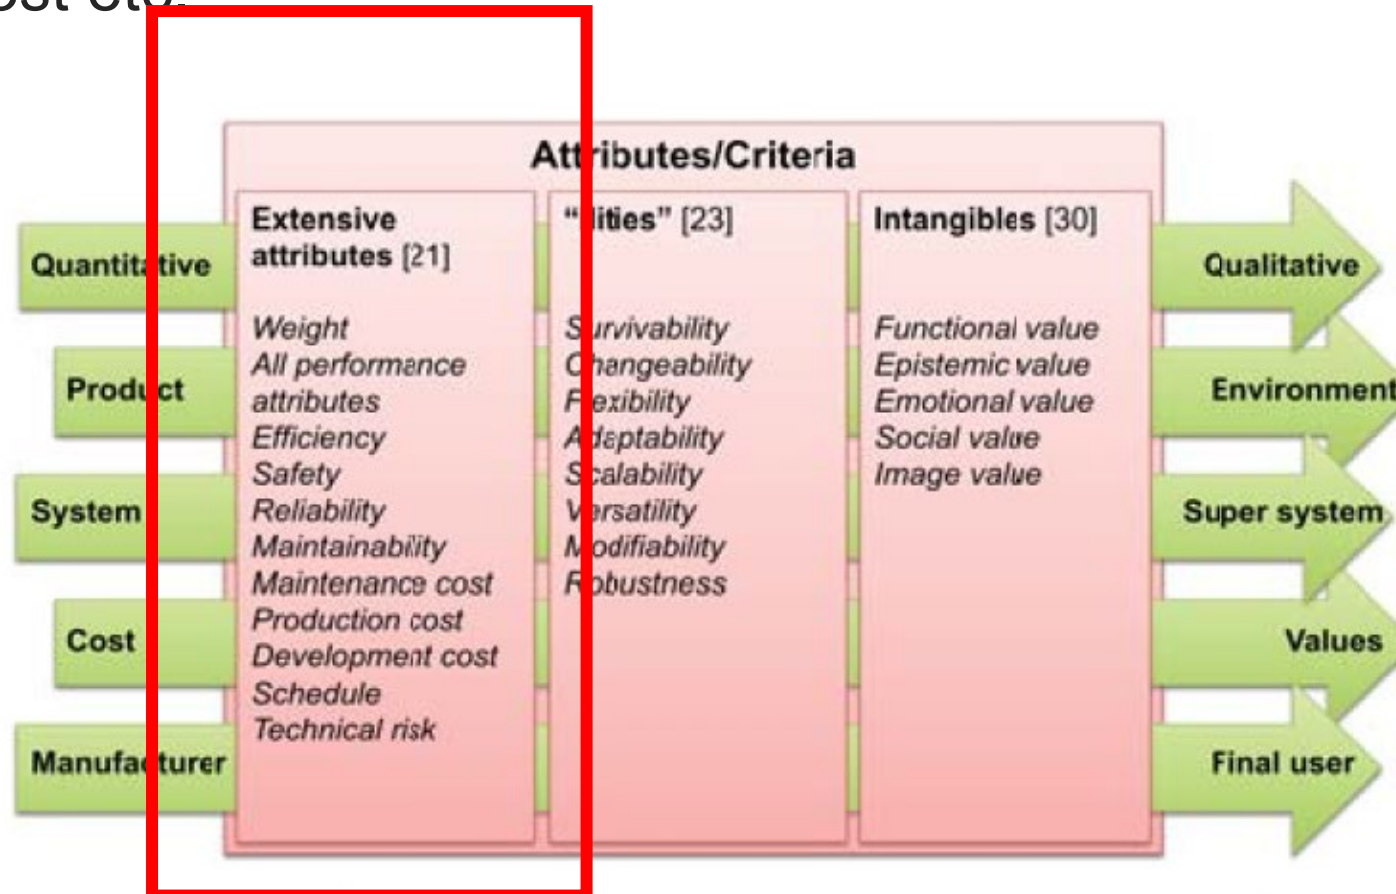 ost etc.
Attributes/Criteria
Quantitative
Product
System
Cost
Manufacturer
Extensive
attributes [21]
Weight
All performance
attributes
Efficiency
Safety
Reliability
Maintainability
Maintenance cost
Production cost
Development cost
Schedule
Technical risk
"Ilities" [23]
Survivability
Changeability
Flexibility
Adaptability
Scalability
Versatility
Modifiability
Robustness
Intangibles [30]
Functional value
Epistemic value
Emotional value
Social value
Image value
Qualitative
Environment
Super system
Values
Final user